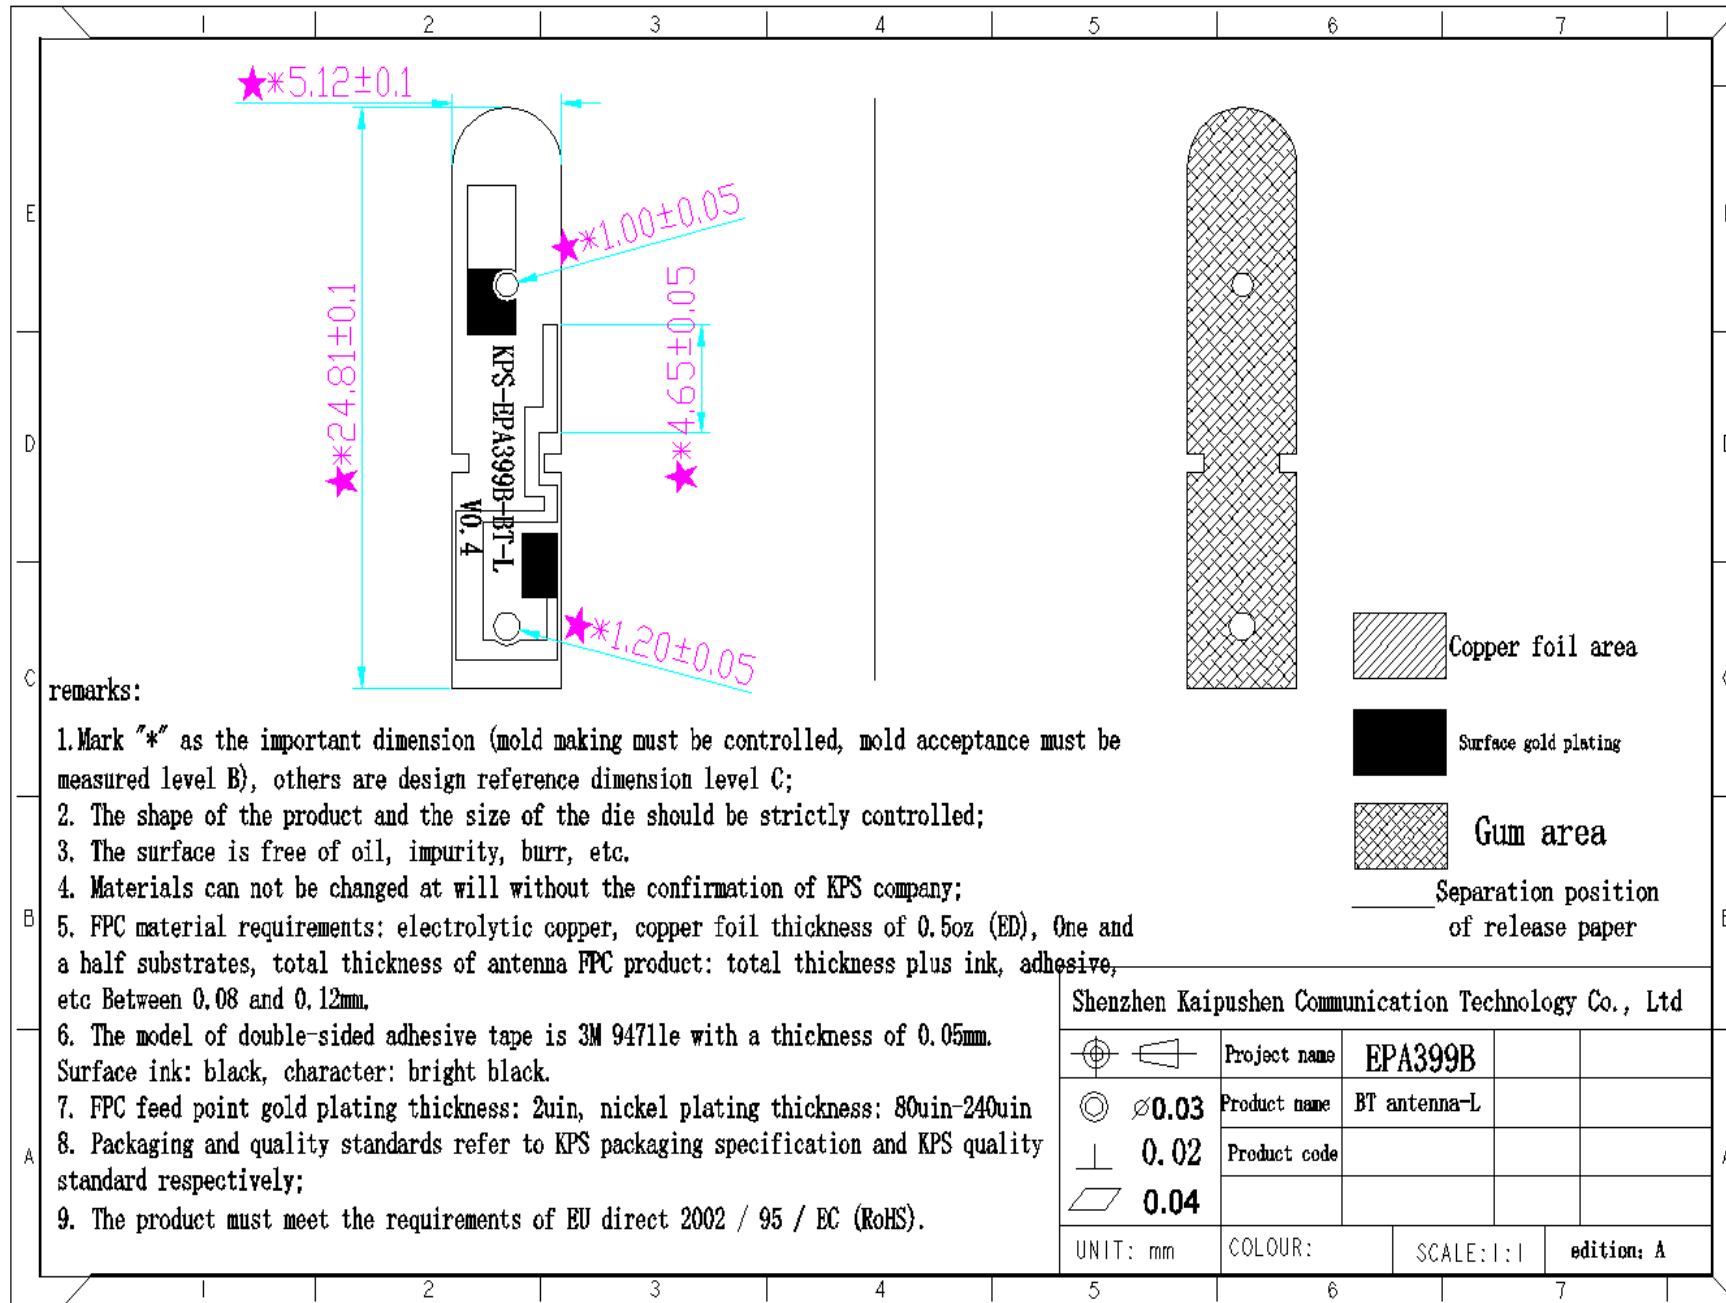 1 2 3 4 5 6 7
★*5.12±0.1
★*1.00±0.05
★*24.81±0.1
★*4.65±0.05
KPS-EPA399B-BT-L
V0.4
★*1.20±0.05
E
D
C
B
A
Copper foil area
Surface gold plating
Gum area
Separation position
of release paper
remarks:
1.Mark "*" as the important dimension (mold making must be controlled, mold acceptance must be
measured level B), others are design reference dimension level C;
2. The shape of the product and the size of the die should be strictly controlled;
3. The surface is free of oil, impurity, burr, etc.
4. Materials can not be changed at will without the confirmation of KPS company;
5. FPC material requirements: electrolytic copper, copper foil thickness of 0.5oz (ED), One and
a half substrates, total thickness of antenna FPC product: total thickness plus ink, adhesive,
etc Between 0.08 and 0.12mm.
6. The model of double-sided adhesive tape is 3M 9471le with a thickness of 0.05mm.
Surface ink: black, character: bright black.
7. FPC feed point gold plating thickness: 2uin, nickel plating thickness: 80uin-240uin
8. Packaging and quality standards refer to KPS packaging specification and KPS quality
standard respectively;
9. The product must meet the requirements of EU direct 2002 / 95 / EC (RoHS).
Shenzhen Kaipushen Communication Technology Co., Ltd
Project name EPA399B
⌀0.03 Product name BT antenna-L
0.02 Product code
0.04
UNIT: mm COLOUR: SCALE:1:1 edition: A
1 2 3 4 5 6 7